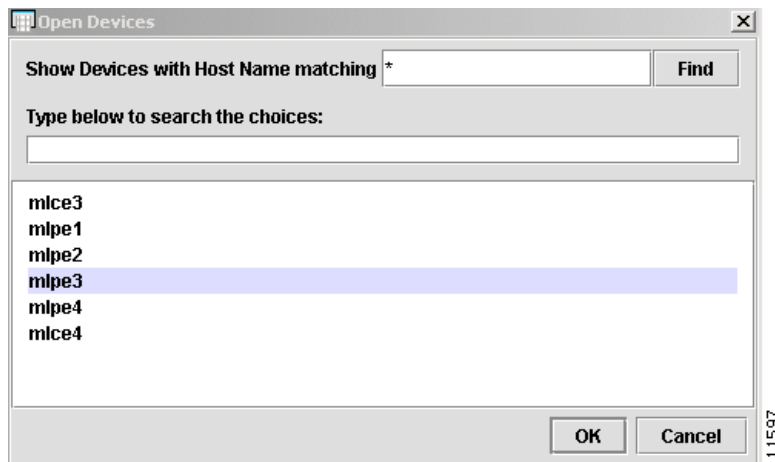 Open Devices
Show Devices with Host Name matching * Find
Type below to search the choices:
mlce3
mlpe1
mlpe2
mlpe3
mlpe4
mlce4
OK Cancel